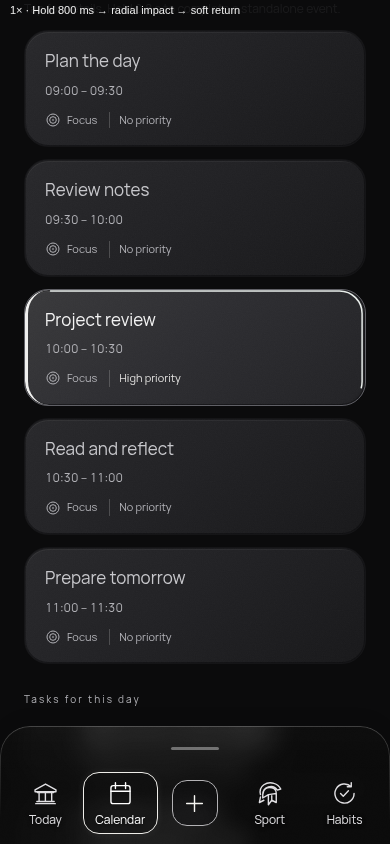 1× · Hold 800 ms → radial impact → soft return
standalone event.
Plan the day
09:00 – 09:30
Focus
No priority
Review notes
09:30 – 10:00
Focus
No priority
Project review
10:00 – 10:30
Focus
High priority
Read and reflect
10:30 – 11:00
Focus
No priority
Prepare tomorrow
11:00 – 11:30
Focus
No priority
Tasks for this day
Today
Calendar
Sport
Habits